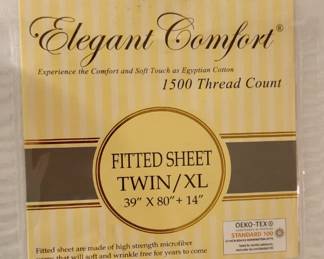 Elegant Comfort®
Experience the Comfort and Soft Touch as Egyptian Cotton
1500 Thread Count
FITTED SHEET
TWIN/XL
39" X 80"+ 14"
OEKO-TEX®
STANDARD 100
Fitted sheet are made of high strength microfiber
that will soft and wrinkle free for years to come